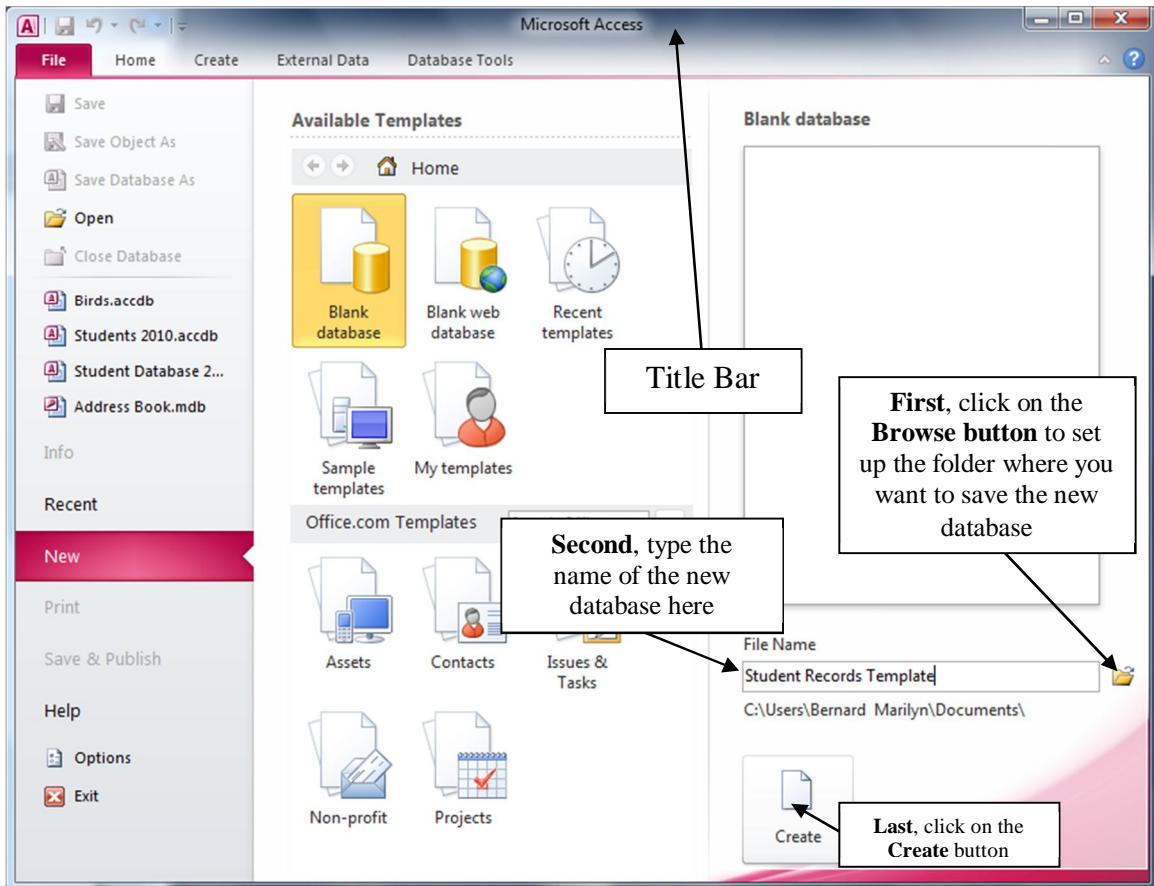 Microsoft Access
File Home Create External Data Database Tools
Save
Save Object As
Save Database As
Open
Close Database
Birds.accdb
Students 2010.accdb
Student Database 2...
Address Book.mdb
Info
Recent
New
Print
Save & Publish
Help
Options
Exit
Available Templates
Home
Blank
database
Blank web
database
Recent
templates
Sample
templates
My templates
Office.com Templates
Assets
Contacts
Issues &
Tasks
Non-profit
Projects
Title Bar
Second, type the
name of the new
database here
Blank database
First, click on the
Browse button to set
up the folder where you
want to save the new
database
File Name
Student Records Template
C:\Users\Bernard Marilyn\Documents\
Create
Last, click on the
Create button